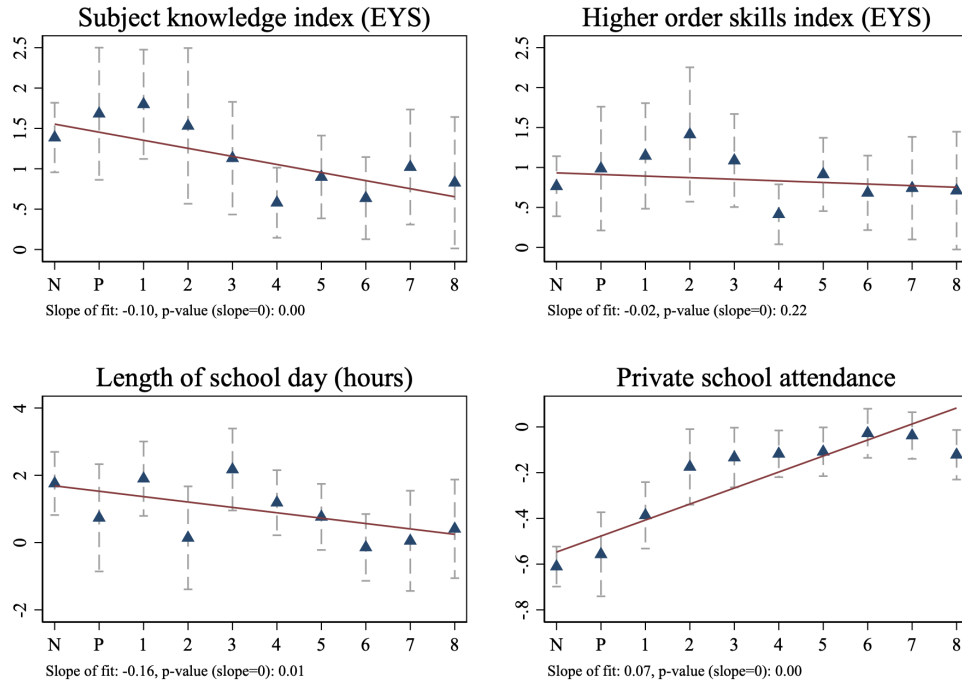 Subject knowledge index (EYS)
2.5
2
1.5
1
.5
0
N P 1 2 3 4 5 6 7 8
Slope of fit: -0.10, p-value (slope=0): 0.00
Higher order skills index (EYS)
2.5
2
1.5
1
.5
0
N P 1 2 3 4 5 6 7 8
Slope of fit: -0.02, p-value (slope=0): 0.22
Length of school day (hours)
4
2
0
-2
N P 1 2 3 4 5 6 7 8
Slope of fit: -0.16, p-value (slope=0): 0.01
Private school attendance
0
-.2
-.4
-.6
-.8
N P 1 2 3 4 5 6 7 8
Slope of fit: 0.07, p-value (slope=0): 0.00